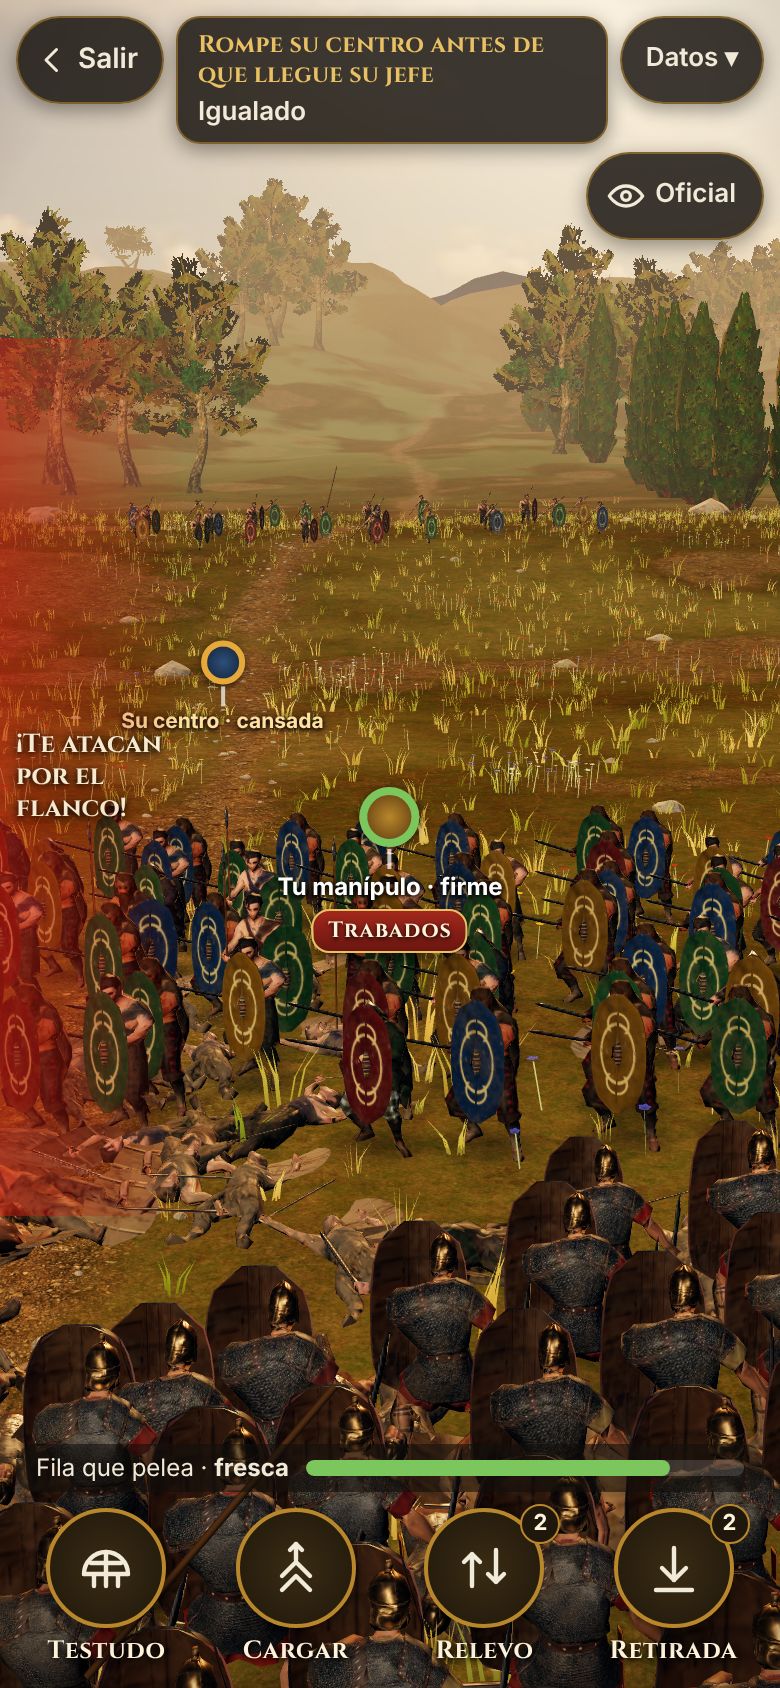 Salir
Rompe su centro antes de
que llegue su jefe
Igualado
Datos ▾
Oficial
Su centro · cansada
¡Te atacan
por el
flanco!
Tu manípulo · firme
Trabados
Fila que pelea · fresca
2
2
Testudo
Cargar
Relevo
Retirada